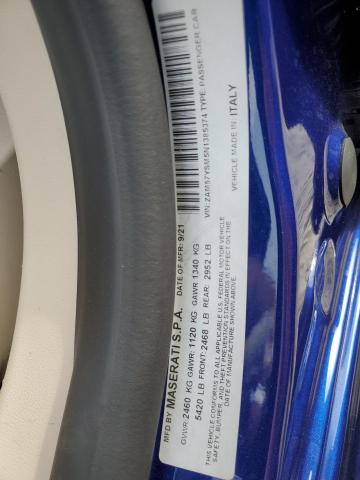 MFD BY MASERATI S.P.A. DATE OF MFR: 9/21
GVWR: 2460 KG GAWR: 1120 KG GAWR 1340 KG
5420 LB FRONT: 2468 LB REAR: 2952 LB
THIS VEHICLE CONFORMS TO ALL APPLICABLE U.S. FEDERAL MOTOR VEHICLE
SAFETY, BUMPER, AND THEFT PREVENTION STANDARDS IN EFFECT ON THE
DATE OF MANUFACTURE SHOWN ABOVE.
VIN: ZAM57YSM5N1385374 TYPE: PASSENGER CAR
VEHICLE MADE IN: ITALY